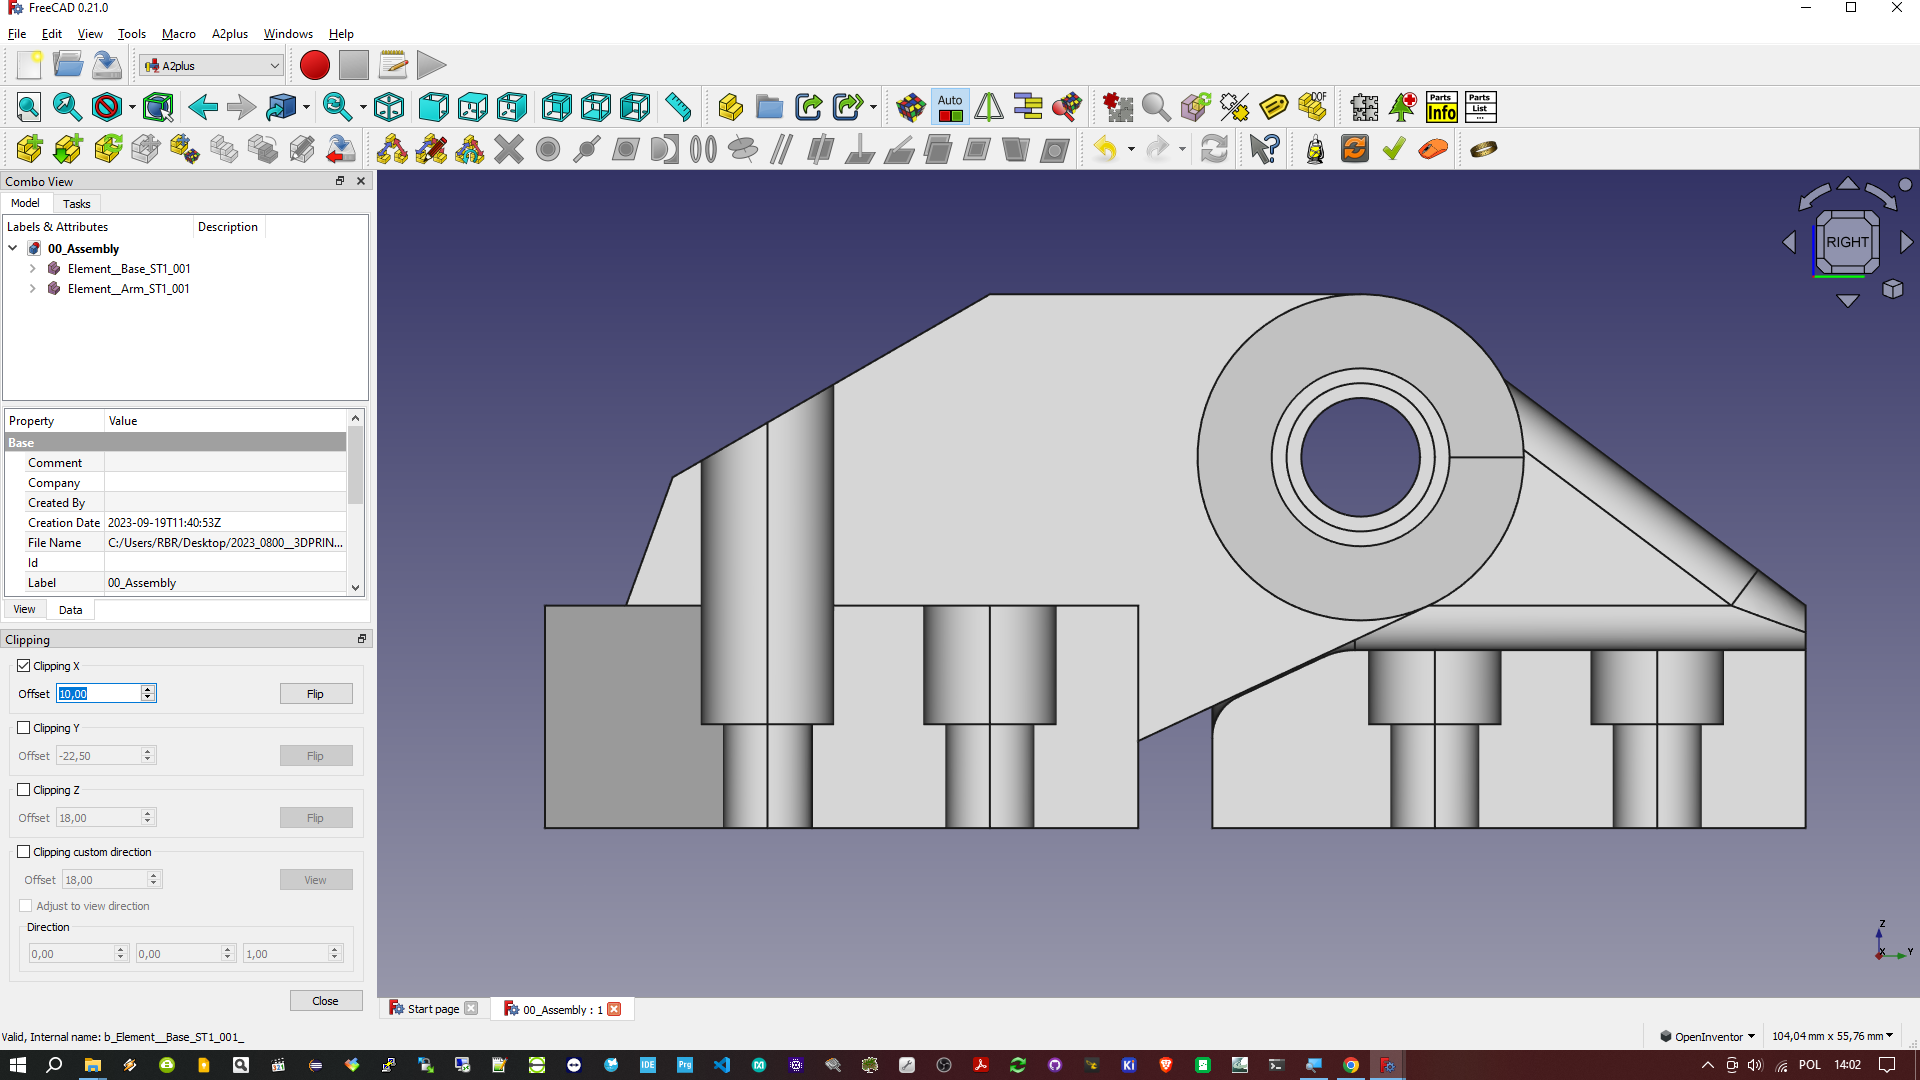 FreeCAD 0.21.0
File Edit View Tools Macro A2plus Windows Help
A2plus
Auto
DOF
Parts Info
Parts List ...
Combo View
Model Tasks
Labels & Attributes Description
00_Assembly
Element__Base_ST1_001
Element__Arm_ST1_001
Property Value
Base
Comment
Company
Created By
Creation Date 2023-09-19T11:40:53Z
File Name C:/Users/RBR/Desktop/2023_0800__3DPRIN...
Id
Label 00_Assembly
View Data
Clipping
Clipping X
Offset 10,00 Flip
Clipping Y
Offset -22,50 Flip
Clipping Z
Offset 18,00 Flip
Clipping custom direction
Offset 18,00 View
Adjust to view direction
Direction
0,00 0,00 1,00
Close
RIGHT
Z
X Y
Start page 00_Assembly : 1
Valid, Internal name: b_Element__Base_ST1_001_
OpenInventor 104,04 mm x 55,76 mm
IDE Prg Ki POL 14:02